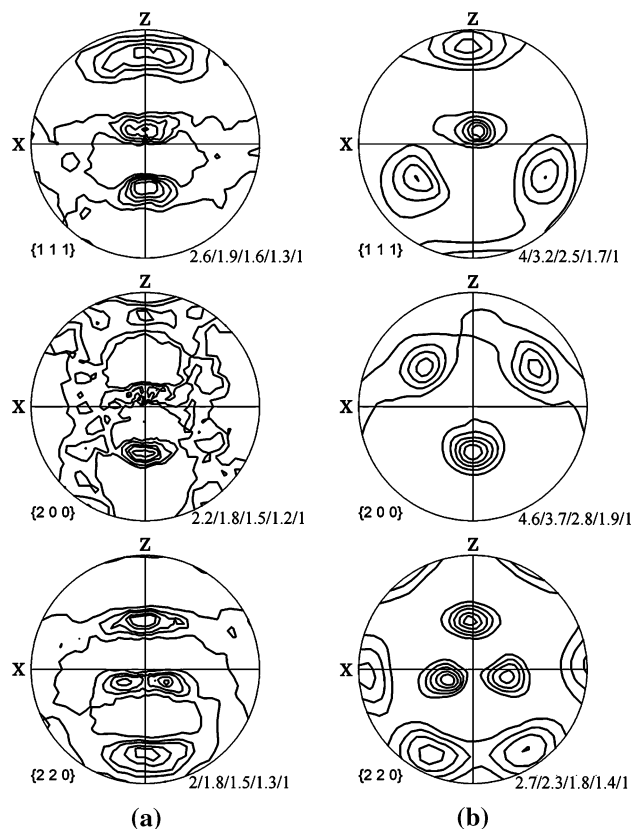 Z Z
X X
{1 1 1} 2.6/1.9/1.6/1.3/1 {1 1 1} 4/3.2/2.5/1.7/1
Z Z
X X
{2 0 0} 2.2/1.8/1.5/1.2/1 {2 0 0} 4.6/3.7/2.8/1.9/1
Z Z
X X
{2 2 0} 2/1.8/1.5/1.3/1 {2 2 0} 2.7/2.3/1.8/1.4/1
(a) (b)